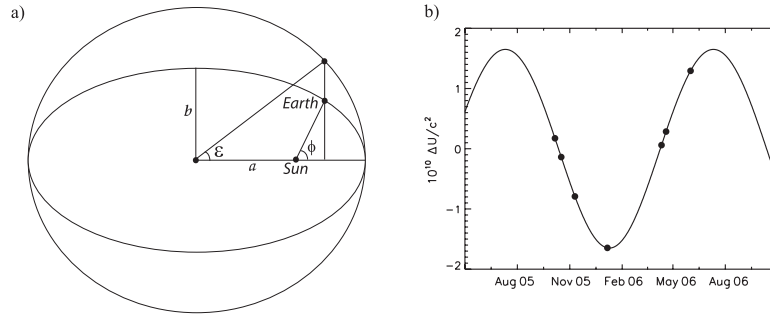 a)
b
ε
a
Earth
Sun
ϕ
b)
10¹⁰ ΔU/c²
2
1
0
−1
−2
Aug 05 Nov 05 Feb 06 May 06 Aug 06